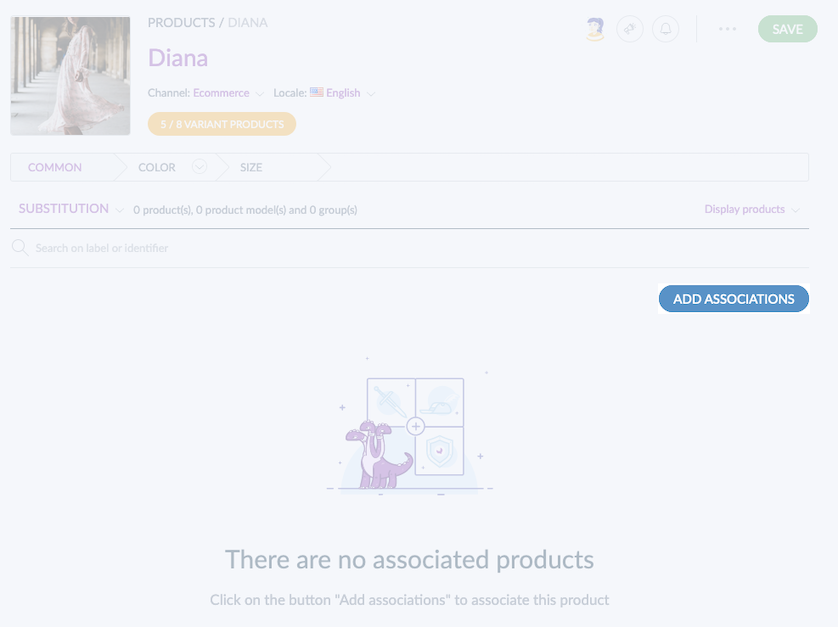 PRODUCTS / DIANA
SAVE
Diana
Channel: Ecommerce Locale: English
5 / 8 VARIANT PRODUCTS
COMMON COLOR SIZE
SUBSTITUTION 0 product(s), 0 product model(s) and 0 group(s) Display products
Search on label or identifier
ADD ASSOCIATIONS
There are no associated products
Click on the button "Add associations" to associate this product